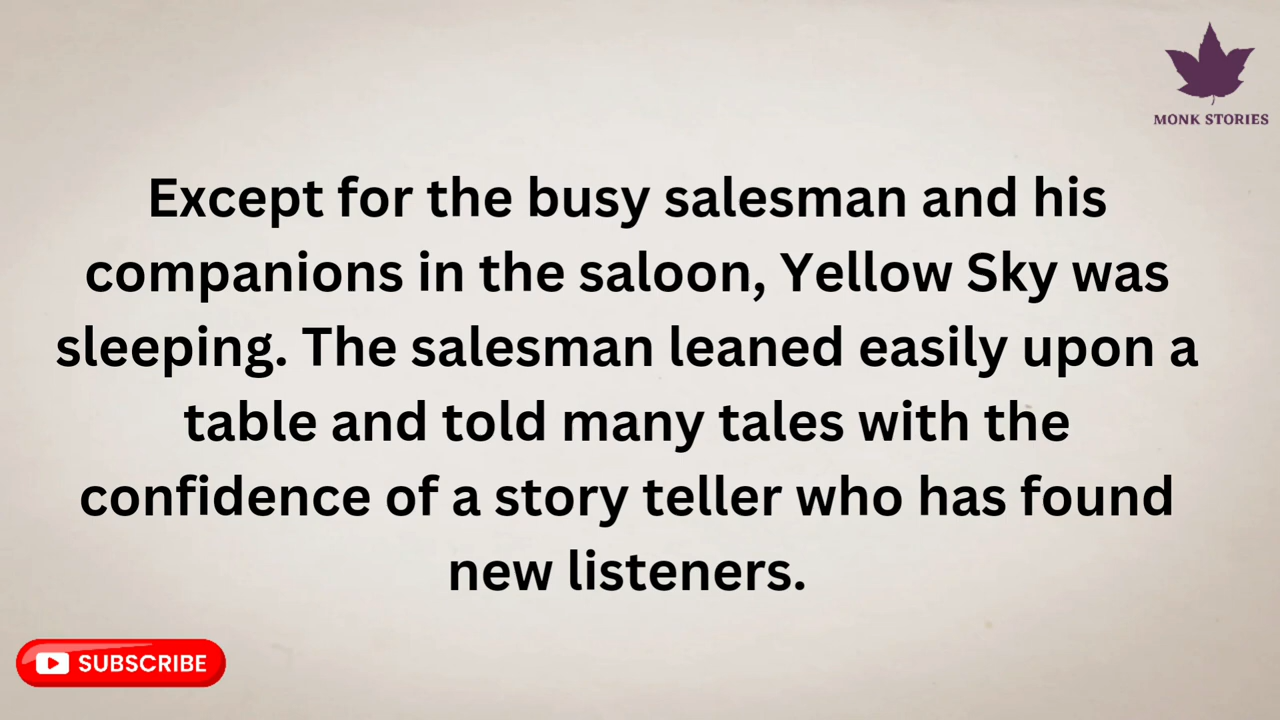 MONK STORIES
Except for the busy salesman and his
companions in the saloon, Yellow Sky was
sleeping. The salesman leaned easily upon a
table and told many tales with the
confidence of a story teller who has found
new listeners.
SUBSCRIBE